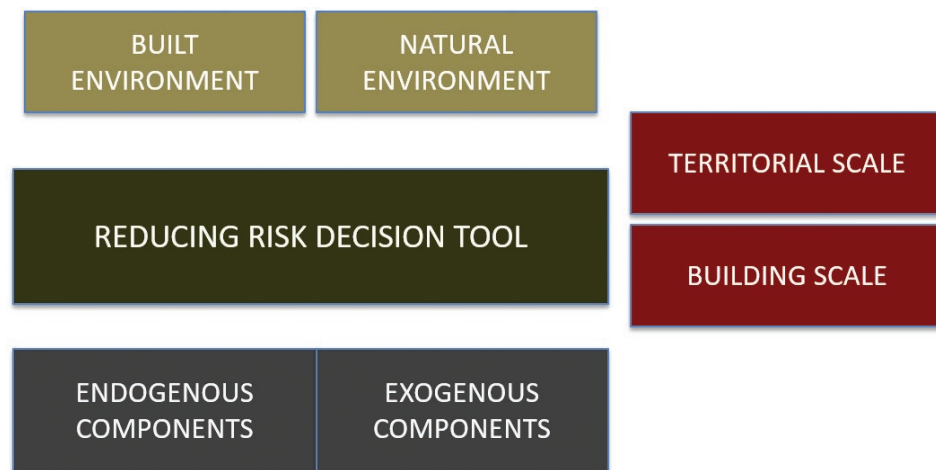 BUILT
ENVIRONMENT
NATURAL
ENVIRONMENT
TERRITORIAL SCALE
REDUCING RISK DECISION TOOL
BUILDING SCALE
ENDOGENOUS
COMPONENTS
EXOGENOUS
COMPONENTS